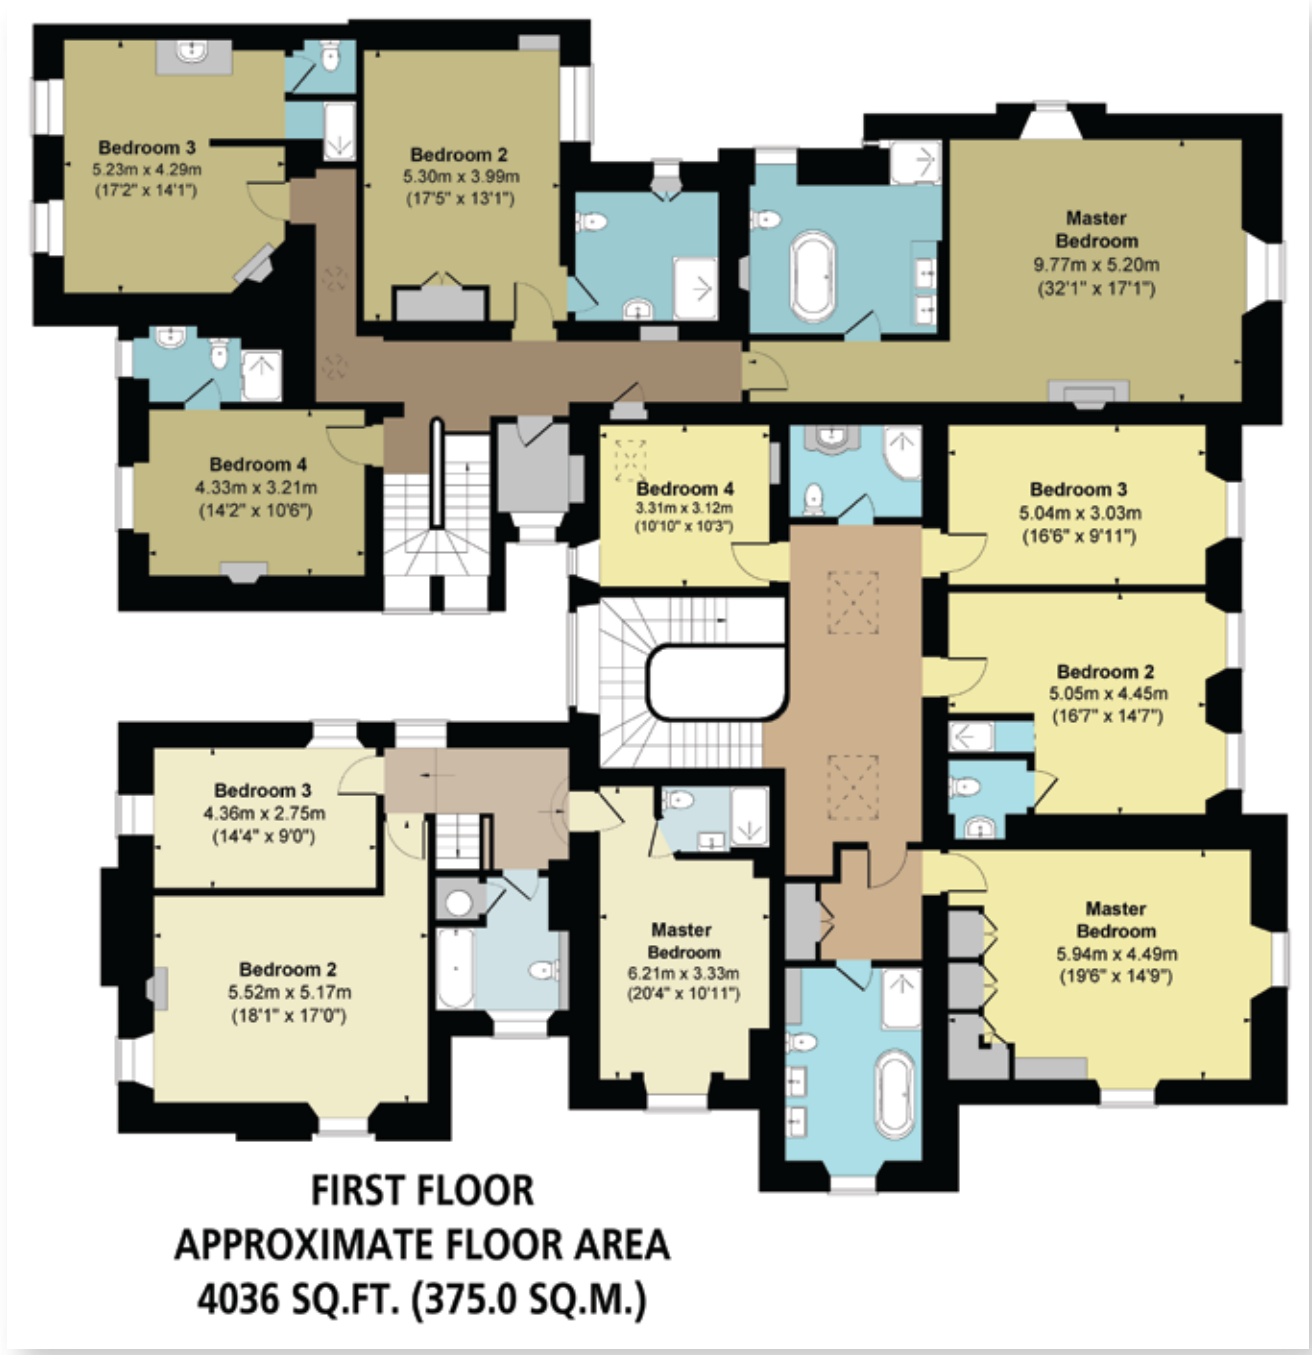 Bedroom 3
5.23m x 4.29m
(17'2" x 14'1")
Bedroom 2
5.30m x 3.99m
(17'5" x 13'1")
Master
Bedroom
9.77m x 5.20m
(32'1" x 17'1")
Bedroom 4
4.33m x 3.21m
(14'2" x 10'6")
Bedroom 4
3.31m x 3.12m
(10'10" x 10'3")
Bedroom 3
5.04m x 3.03m
(16'6" x 9'11")
Bedroom 2
5.05m x 4.45m
(16'7" x 14'7")
Bedroom 3
4.36m x 2.75m
(14'4" x 9'0")
Bedroom 2
5.52m x 5.17m
(18'1" x 17'0")
Master
Bedroom
6.21m x 3.33m
(20'4" x 10'11")
Master
Bedroom
5.94m x 4.49m
(19'6" x 14'9")
FIRST FLOOR
APPROXIMATE FLOOR AREA
4036 SQ.FT. (375.0 SQ.M.)